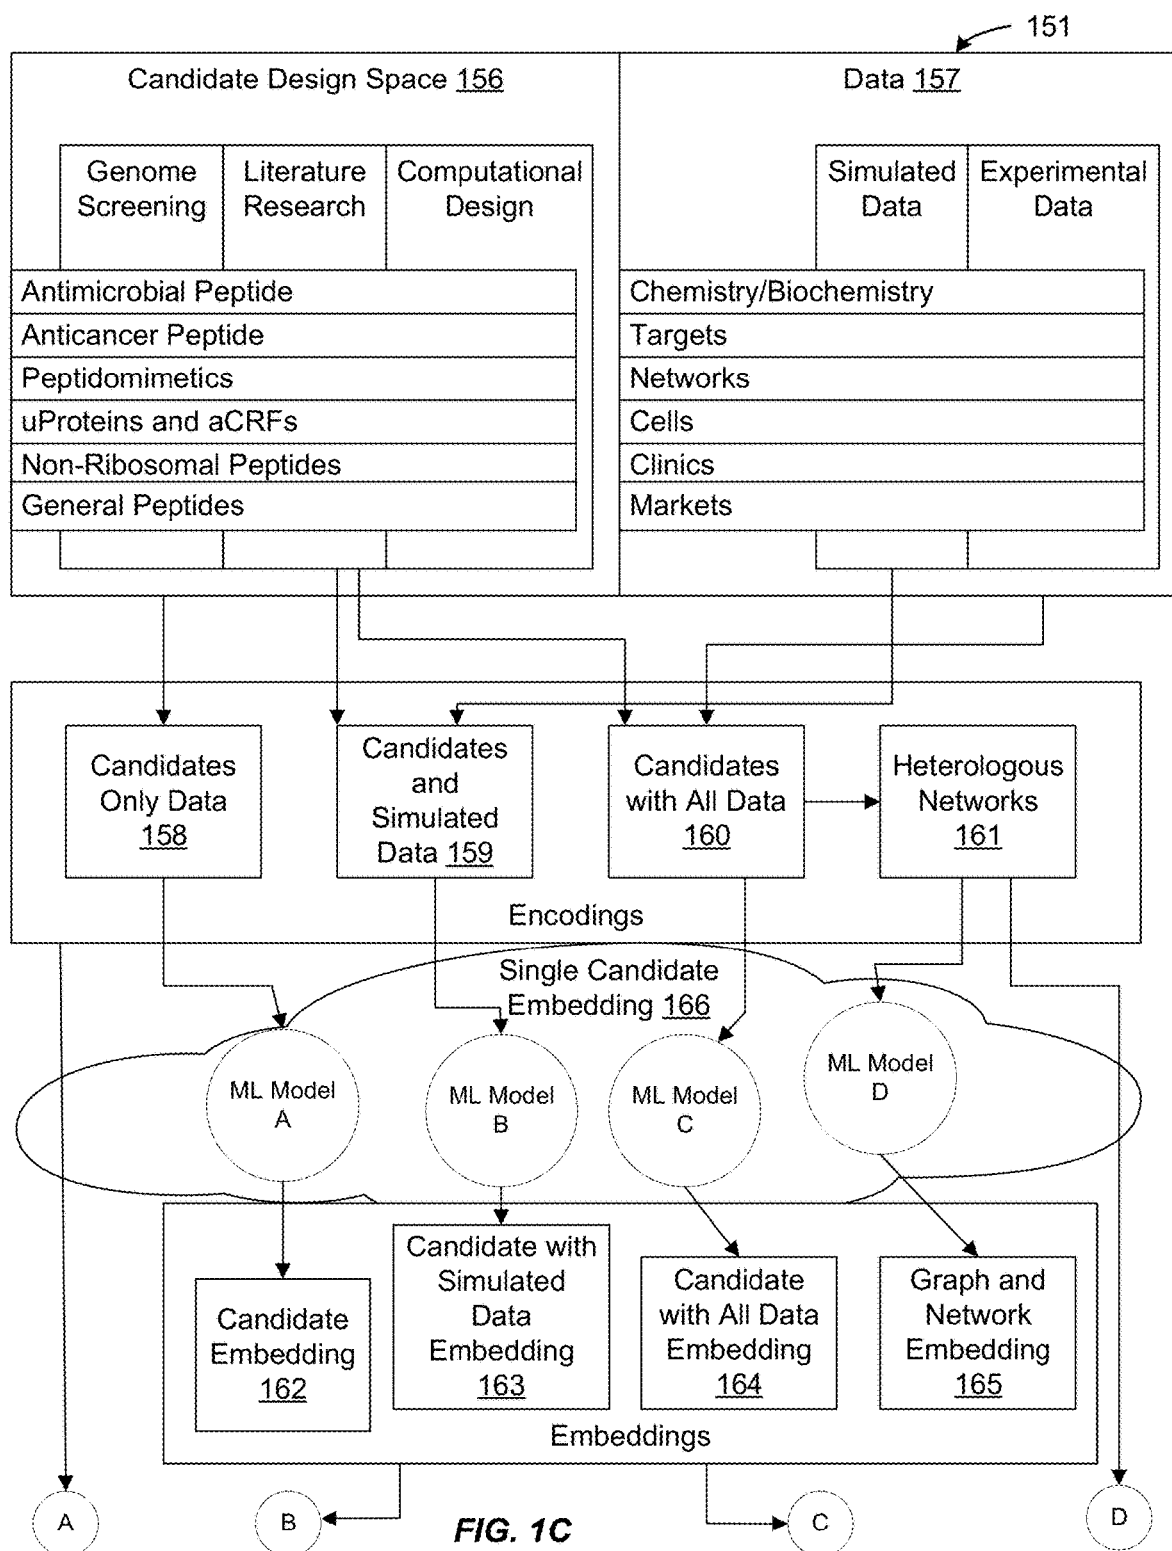 151
Candidate Design Space 156
Data 157
Genome
Screening
Literature
Research
Computational
Design
Simulated
Data
Experimental
Data
Antimicrobial Peptide
Anticancer Peptide
Peptidomimetics
uProteins and aCRFs
Non-Ribosomal Peptides
General Peptides
Chemistry/Biochemistry
Targets
Networks
Cells
Clinics
Markets
Candidates
Only Data
158
Candidates
and
Simulated
Data 159
Candidates
with All Data
160
Heterologous
Networks
161
Encodings
Single Candidate
Embedding 166
ML Model
A
ML Model
B
ML Model
C
ML Model
D
Candidate
Embedding
162
Candidate with
Simulated
Data
Embedding
163
Candidate
with All Data
Embedding
164
Graph and
Network
Embedding
165
Embeddings
A
B
C
D
FIG. 1C